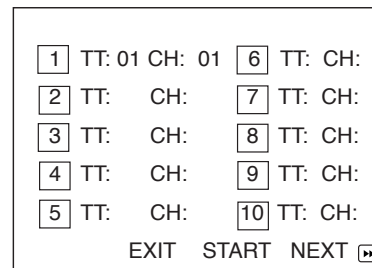 1 TT: 01 CH: 01 6 TT: CH:
2 TT: CH: 7 TT: CH:
3 TT: CH: 8 TT: CH:
4 TT: CH: 9 TT: CH:
5 TT: CH: 10 TT: CH:
EXIT START NEXT